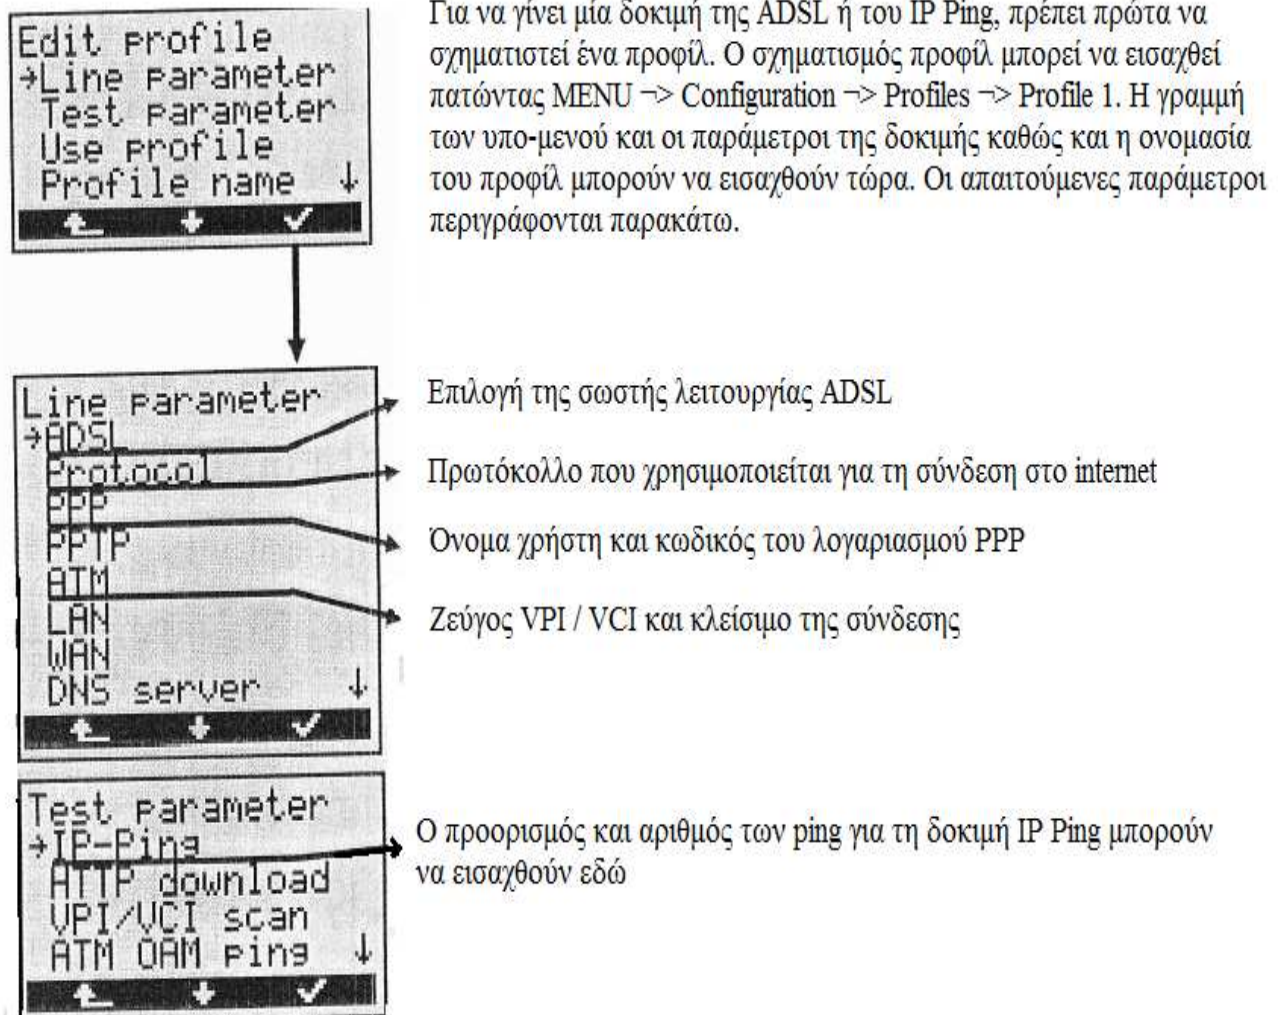 Edit profile
→Line parameter
Test parameter
Use profile
Profile name ↓
Για να γίνει μία δοκιμή της ADSL ή του IP Ping, πρέπει πρώτα να
σχηματιστεί ένα προφίλ. Ο σχηματισμός προφίλ μπορεί να εισαχθεί
πατώντας MENU ¬> Configuration ¬> Profiles ¬> Profile 1. Η γραμμή
των υπο-μενού και οι παράμετροι της δοκιμής καθώς και η ονομασία
του προφίλ μπορούν να εισαχθούν τώρα. Οι απαιτούμενες παράμετροι
περιγράφονται παρακάτω.
Line parameter
→ADSL
Protocol
PPP
PPTP
ATM
LAN
WAN
DNS server ↓
Επιλογή της σωστής λειτουργίας ADSL
Πρωτόκολλο που χρησιμοποιείται για τη σύνδεση στο internet
Όνομα χρήστη και κωδικός του λογαριασμού PPP
Ζεύγος VPI / VCI και κλείσιμο της σύνδεσης
Test parameter
→IP-Ping
ATTP download
VPI/VCI scan
ATM OAM ping ↓
Ο προορισμός και αριθμός των ping για τη δοκιμή IP Ping μπορούν
να εισαχθούν εδώ